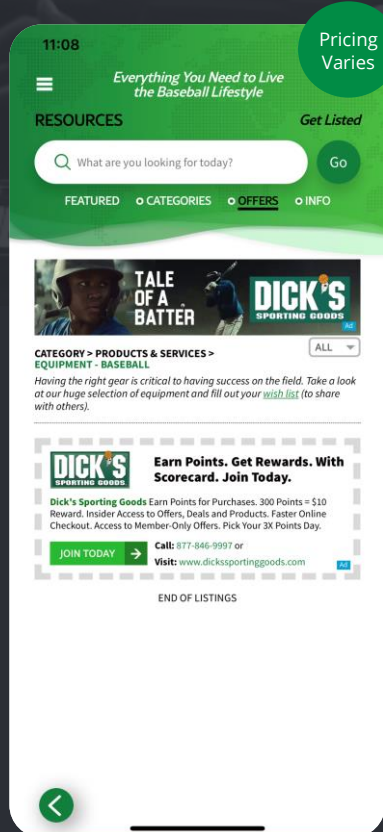 Pricing
Varies
11:08
Everything You Need to Live
the Baseball Lifestyle
RESOURCES
Get Listed
What are you looking for today?
Go
FEATURED
CATEGORIES
OFFERS
INFO
TALE
OF A
BATTER
DICK'S
SPORTING GOODS
Ad
CATEGORY > PRODUCTS & SERVICES >
EQUIPMENT - BASEBALL
ALL
Having the right gear is critical to having success on the field. Take a look
at our huge selection of equipment and fill out your wish list (to share
with others).
DICK'S
SPORTING GOODS
Earn Points. Get Rewards. With
Scorecard. Join Today.
Dick's Sporting Goods Earn Points for Purchases. 300 Points = $10
Reward. Insider Access to Offers, Deals and Products. Faster Online
Checkout. Access to Member-Only Offers. Pick Your 3X Points Day.
JOIN TODAY
Call: 877-846-9997 or
Visit: www.dickssportinggoods.com
Ad
END OF LISTINGS